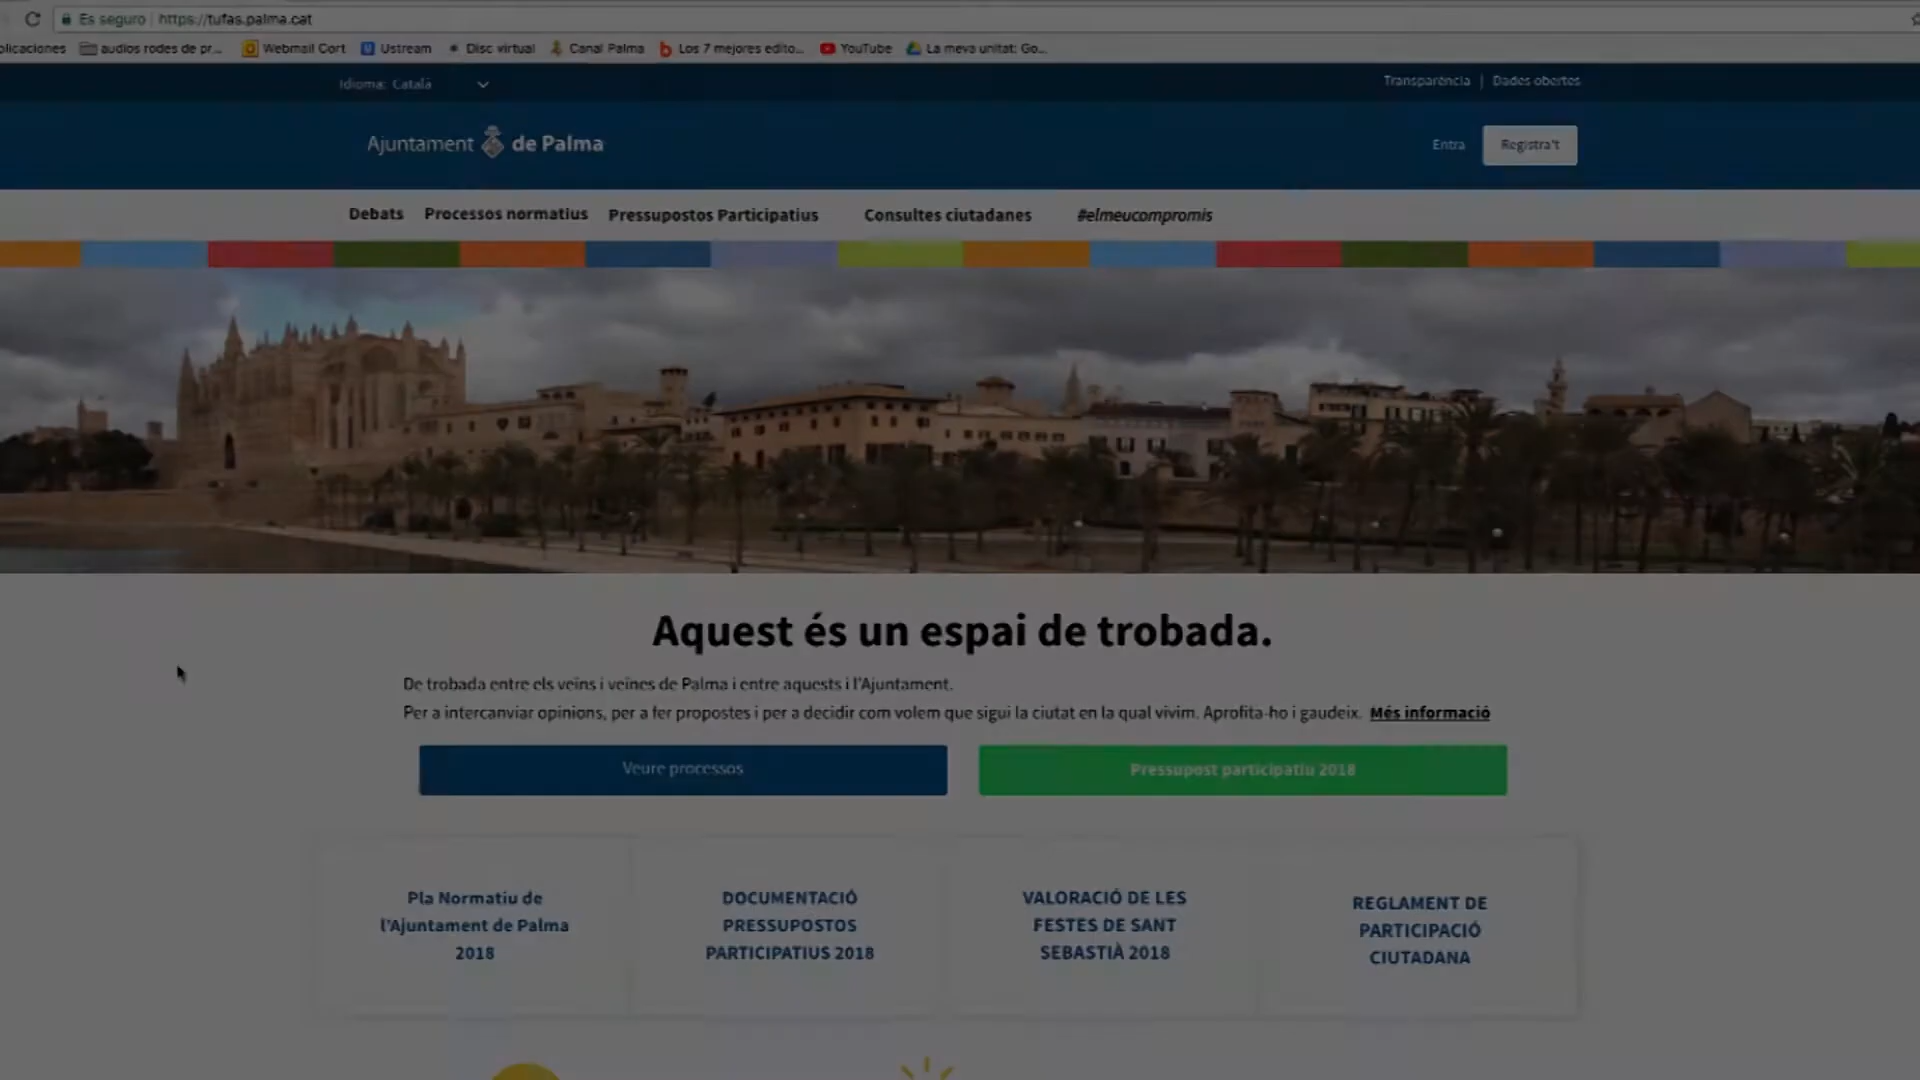 Es seguro | https://tufas.palma.cat
plicaciones audios rodes de pr... Webmail Cort Ustream Disc virtual Canal Palma Los 7 mejores edito... YouTube La meva unitat: Go...
Idioma: Català Transparència | Dades obertes
Ajuntament de Palma Entra Registra't
Debats Processos normatius Pressupostos Participatius Consultes ciutadanes #elmeucompromis
Aquest és un espai de trobada.
De trobada entre els veïns i veïnes de Palma i entre aquests i l'Ajuntament.
Per a intercanviar opinions, per a fer propostes i per a decidir com volem que sigui la ciutat en la qual vivim. Aprofita-ho i gaudeix. Més informació
Veure processos Pressupost participatiu 2018
Pla Normatiu de
l'Ajuntament de Palma
2018
DOCUMENTACIÓ
PRESSUPOSTOS
PARTICIPATIUS 2018
VALORACIÓ DE LES
FESTES DE SANT
SEBASTIÀ 2018
REGLAMENT DE
PARTICIPACIÓ
CIUTADANA